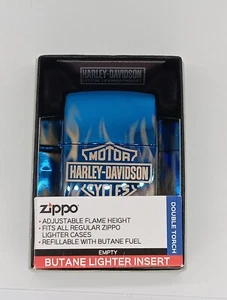 HARLEY-DAVIDSON
MOTOR
HARLEY-DAVIDSON
CYCLES
zippo
• ADJUSTABLE FLAME HEIGHT
• FITS ALL REGULAR ZIPPO
LIGHTER CASES
• REFILLABLE WITH BUTANE FUEL
DOUBLE TORCH
EMPTY
BUTANE LIGHTER INSERT